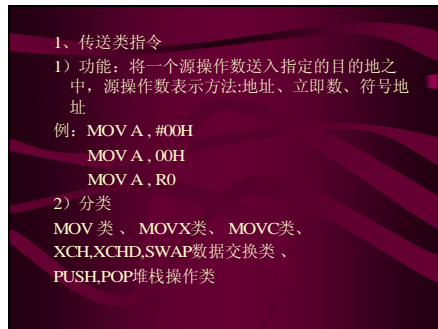 1、传送类指令
1）功能：将一个源操作数送入指定的目的地之
中，源操作数表示方法:地址、立即数、符号地
址
例：MOV A , #00H
MOV A , 00H
MOV A , R0
2）分类
MOV 类 、 MOVX类、 MOVC类、
XCH,XCHD,SWAP数据交换类 、
PUSH,POP堆栈操作类